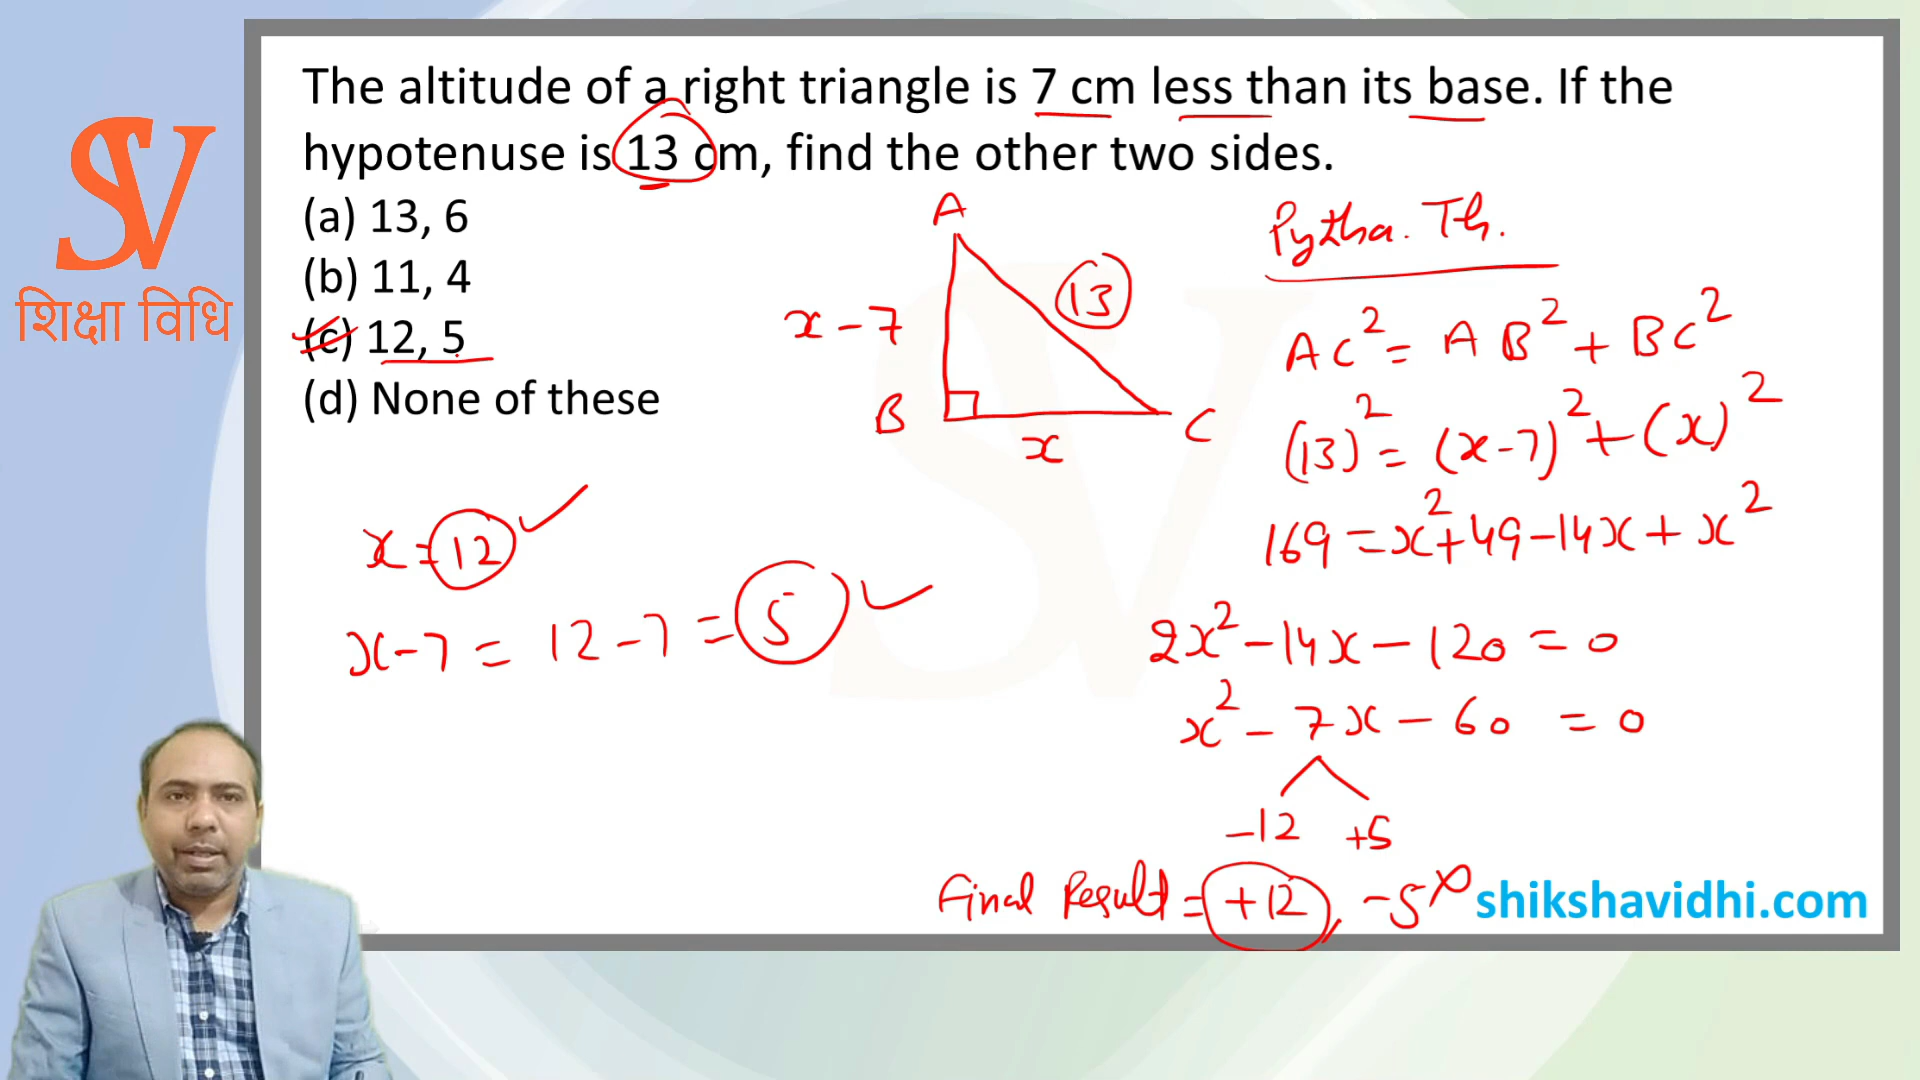 SV
शिक्षा विधि
The altitude of a right triangle is 7 cm less than its base. If the
hypotenuse is 13 cm, find the other two sides.
(a) 13, 6
(b) 11, 4
(c) 12, 5
(d) None of these
A
13
x - 7
B
C
x
x = 12
x - 7 = 12 - 7 = 5
Pytha. Th.
AC² = AB² + BC²
(13)² = (x-7)² + (x)²
169 = x² + 49 - 14x + x²
2x² - 14x - 120 = 0
x² - 7x - 60 = 0
-12 +5
Final Result = +12, -5 ×
shikshavidhi.com